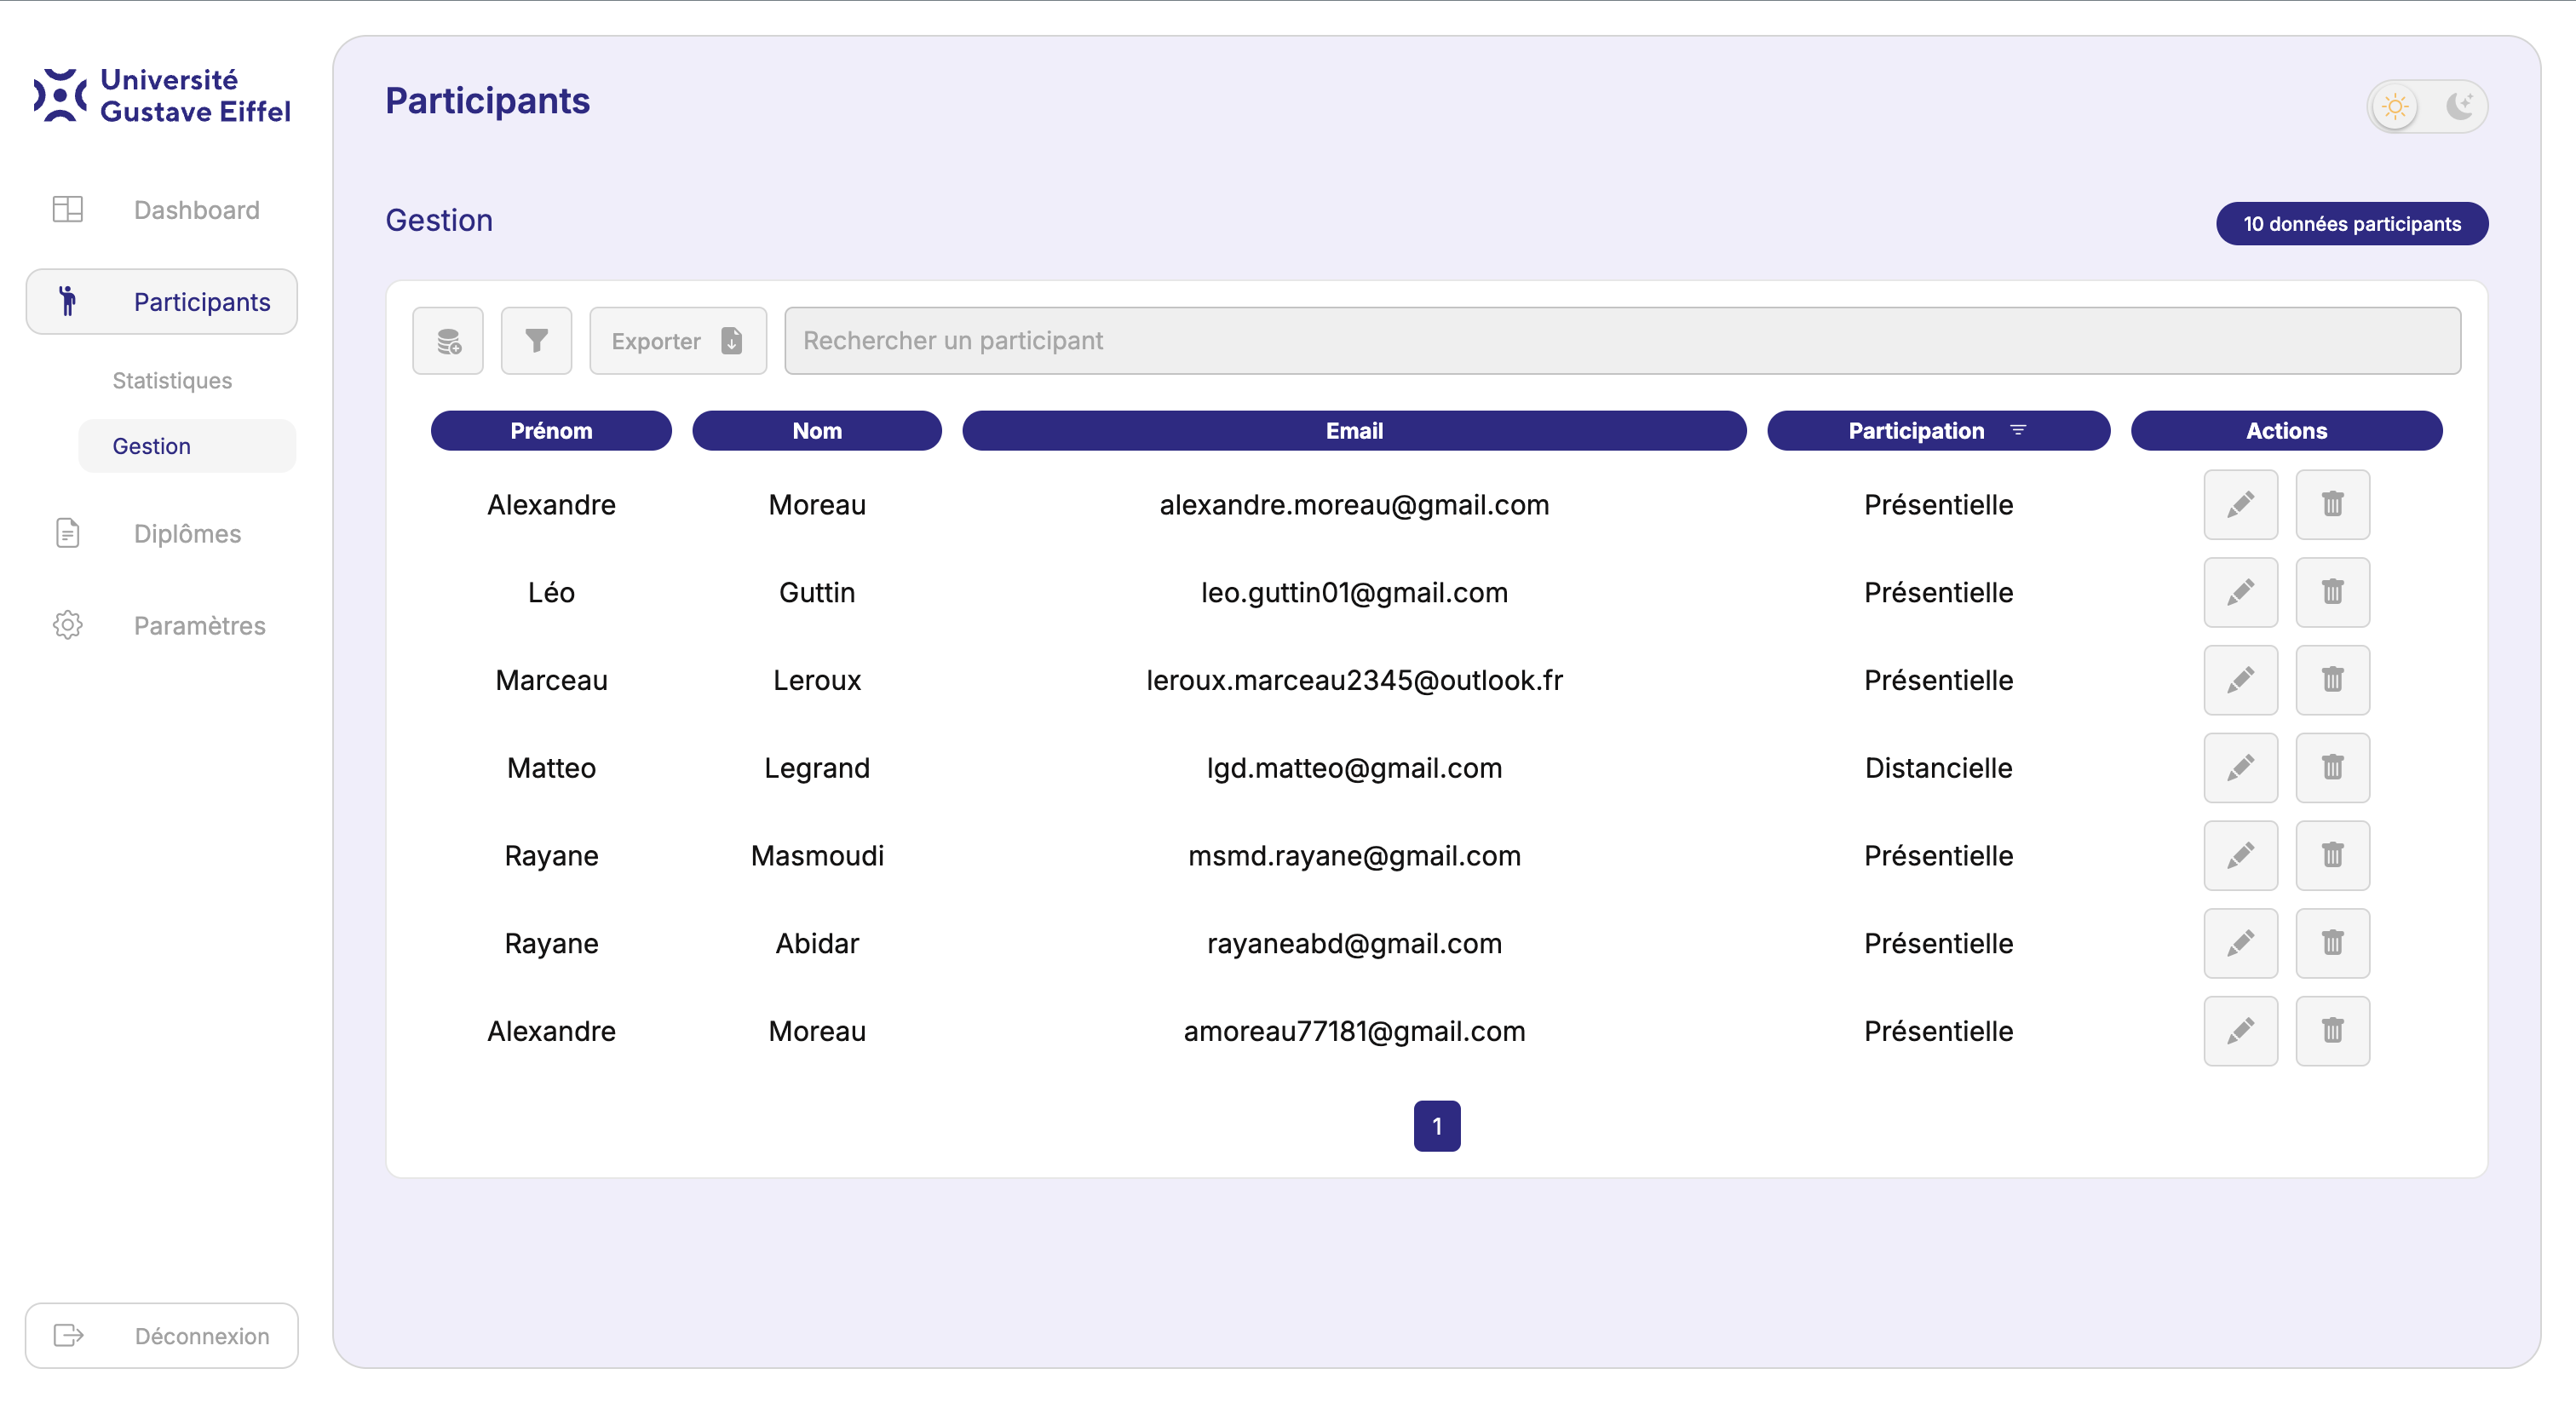 Université
Gustave Eiffel
Dashboard
Participants
Statistiques
Gestion
Diplômes
Paramètres
Déconnexion
Participants
Gestion
10 données participants
Exporter
Rechercher un participant
Prénom Nom Email Participation Actions
Alexandre Moreau alexandre.moreau@gmail.com Présentielle
Léo Guttin leo.guttin01@gmail.com Présentielle
Marceau Leroux leroux.marceau2345@outlook.fr Présentielle
Matteo Legrand lgd.matteo@gmail.com Distancielle
Rayane Masmoudi msmd.rayane@gmail.com Présentielle
Rayane Abidar rayaneabd@gmail.com Présentielle
Alexandre Moreau amoreau77181@gmail.com Présentielle
1